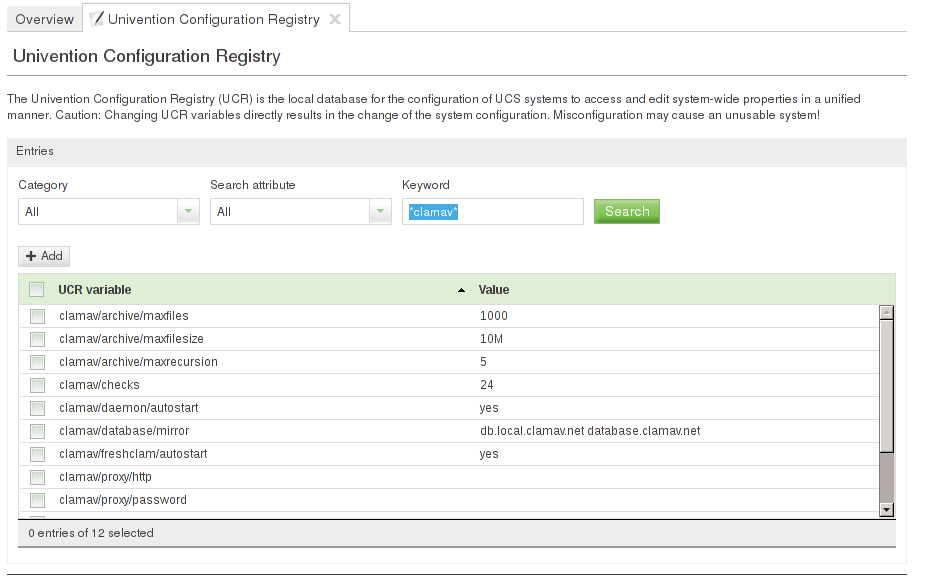 Overview Univention Configuration Registry
Univention Configuration Registry
The Univention Configuration Registry (UCR) is the local database for the configuration of UCS systems to access and edit system-wide properties in a unified
manner. Caution: Changing UCR variables directly results in the change of the system configuration. Misconfiguration may cause an unusable system!
Entries
Category Search attribute Keyword
All All *clamav* Search
+ Add
UCR variable Value
clamav/archive/maxfiles 1000
clamav/archive/maxfilesize 10M
clamav/archive/maxrecursion 5
clamav/checks 24
clamav/daemon/autostart yes
clamav/database/mirror db.local.clamav.net database.clamav.net
clamav/freshclam/autostart yes
clamav/proxy/http
clamav/proxy/password
0 entries of 12 selected